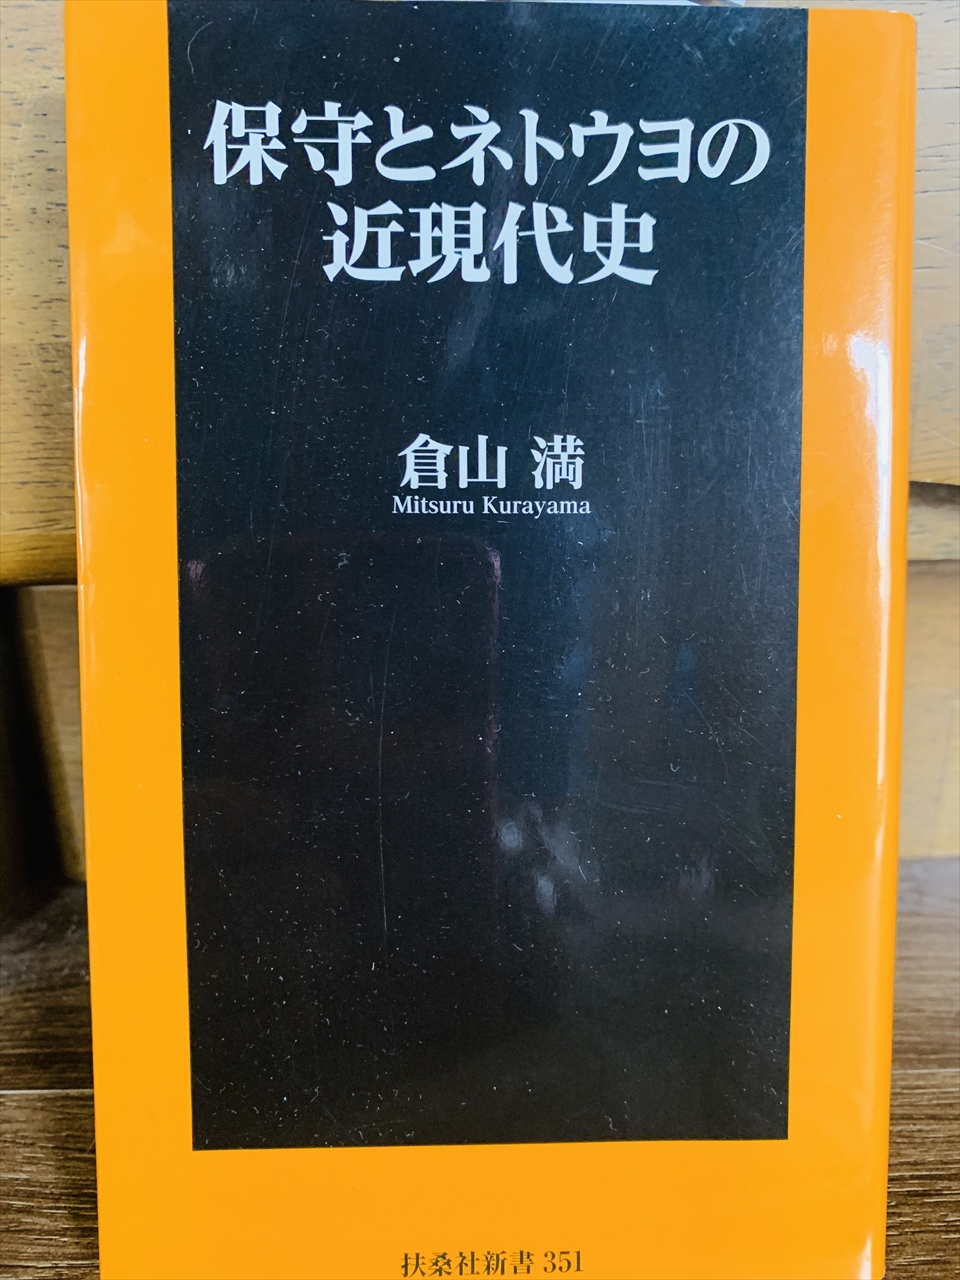 保守とネトウヨの
近現代史
倉山 満
Mitsuru Kurayama
扶桑社新書 351